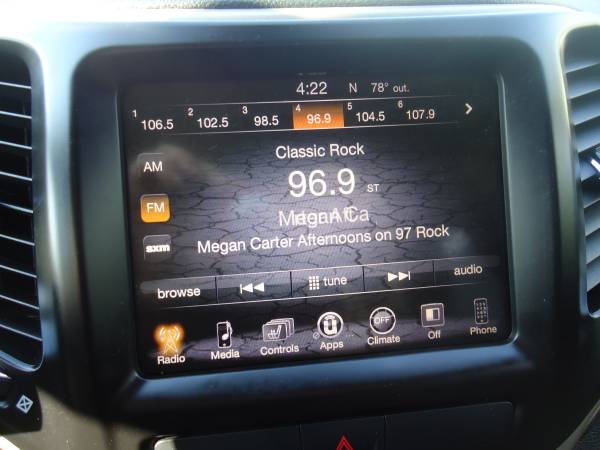 4:22 N 78° out.
1 106.5 2 102.5 3 98.5 4 96.9 5 104.5 6 107.9
Classic Rock
AM
96.9 ST
FM
Megan Carter Afternoons on 97 Rock
sxm
browse tune audio
Radio Media Controls Apps OFF Climate Off Phone